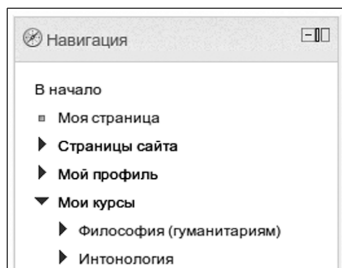 Навигация
В начало
Моя страница
Страницы сайта
Мой профиль
Мои курсы
Философия (гуманитариям)
Интонология